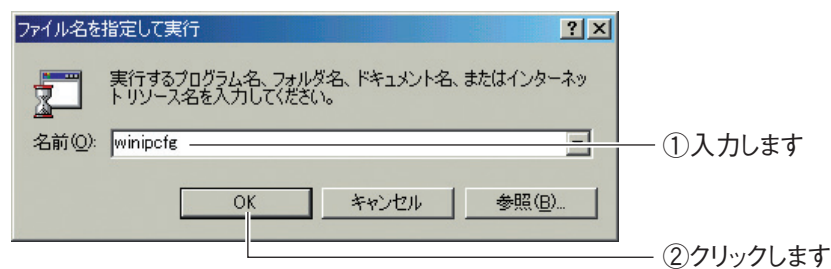 ファイル名を指定して実行
実行するプログラム名、フォルダ名、ドキュメント名、またはインターネッ
トリソース名を入力してください。
名前(O): winipcfg
①入力します
OK キャンセル 参照(B)...
②クリックします